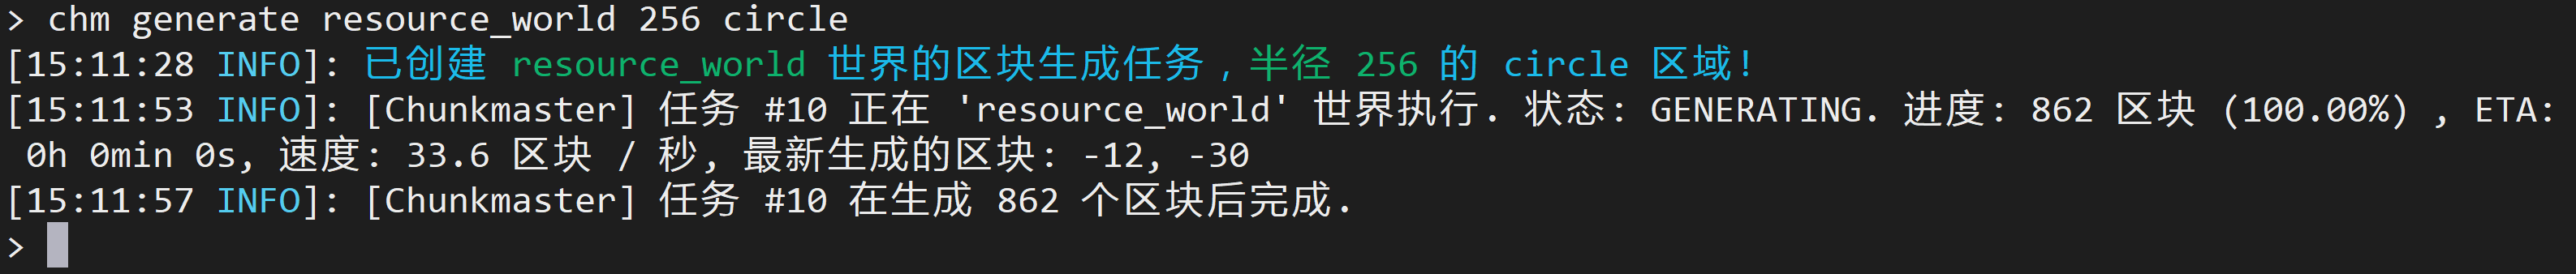 > chm generate resource_world 256 circle
[15:11:28 INFO]: 已创建 resource_world 世界的区块生成任务，半径 256 的 circle 区域!
[15:11:53 INFO]: [Chunkmaster] 任务 #10 正在 'resource_world' 世界执行. 状态: GENERATING. 进度: 862 区块 (100.00%) , ETA:
0h 0min 0s, 速度: 33.6 区块 / 秒, 最新生成的区块: -12, -30
[15:11:57 INFO]: [Chunkmaster] 任务 #10 在生成 862 个区块后完成.
>